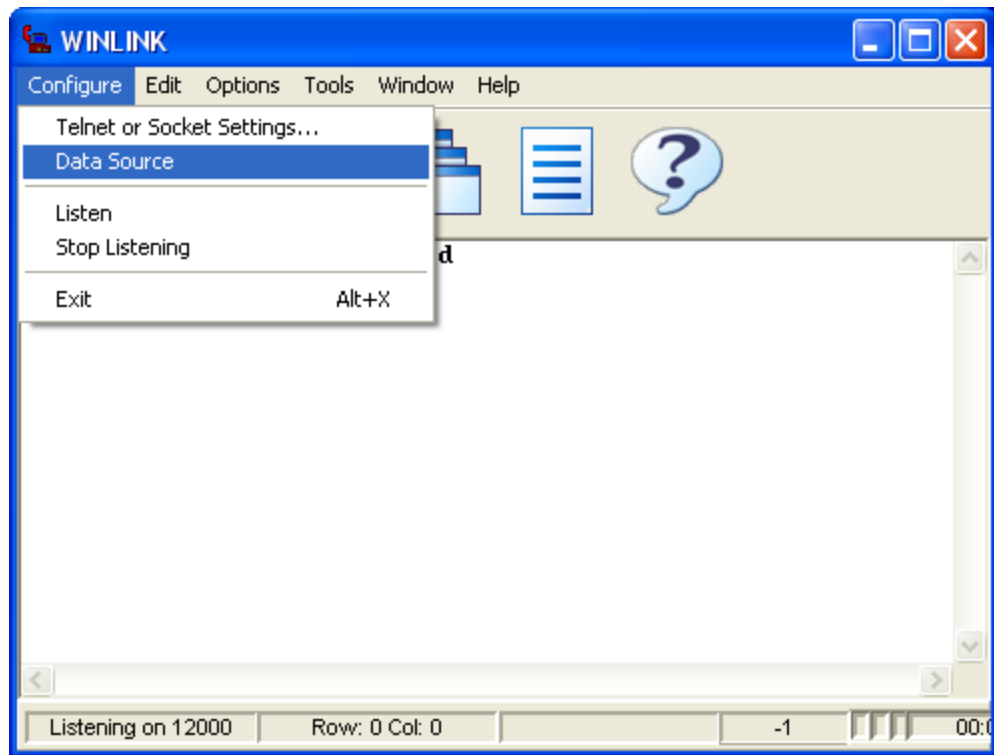 WINLINK
Configure Edit Options Tools Window Help
Telnet or Socket Settings...
Data Source
Listen
Stop Listening
Exit Alt+X
?
d
Listening on 12000 Row: 0 Col: 0 -1 00: